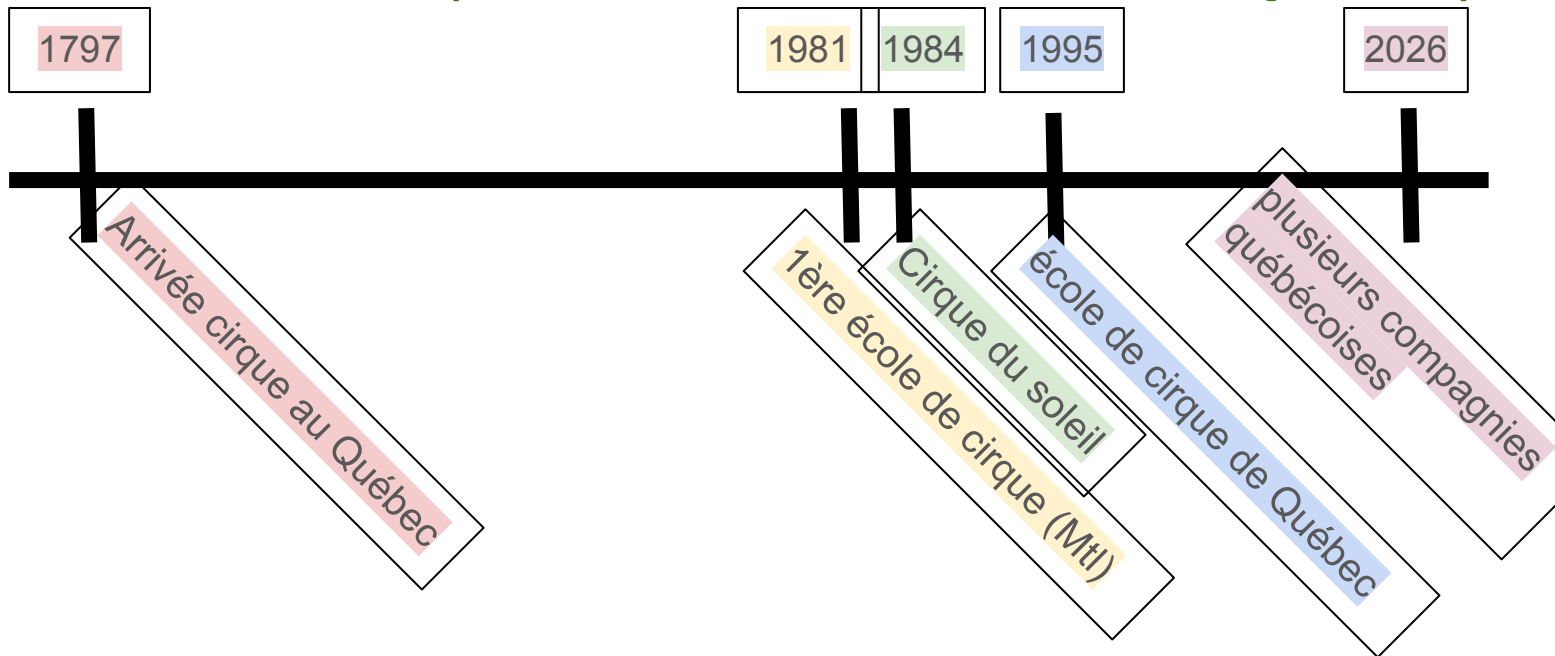 1797
1981
1984
1995
2026
Arrivée cirque au Québec
1ère école de cirque (Mtl)
Cirque du soleil
école de cirque de Québec
plusieurs compagnies
québécoises